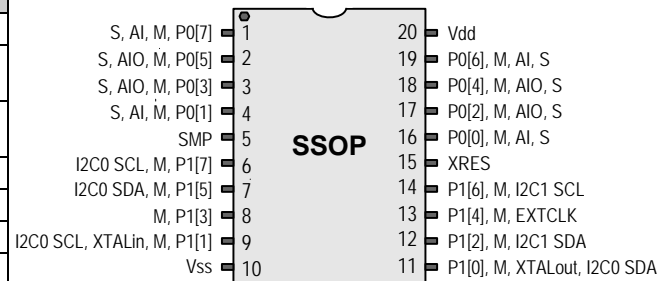 S, AI, M, P0[7] 1 20 Vdd
S, AIO, M, P0[5] 2 19 P0[6], M, AI, S
S, AIO, M, P0[3] 3 18 P0[4], M, AIO, S
S, AI, M, P0[1] 4 17 P0[2], M, AIO, S
SMP 5 SSOP 16 P0[0], M, AI, S
I2C0 SCL, M, P1[7] 6 15 XRES
I2C0 SDA, M, P1[5] 7 14 P1[6], M, I2C1 SCL
M, P1[3] 8 13 P1[4], M, EXTCLK
I2C0 SCL, XTALin, M, P1[1] 9 12 P1[2], M, I2C1 SDA
Vss 10 11 P1[0], M, XTALout, I2C0 SDA